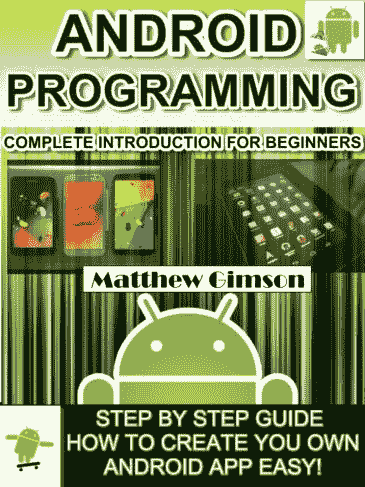 ANDROID
PROGRAMMING
COMPLETE INTRODUCTION FOR BEGINNERS
Matthew Gimson
STEP BY STEP GUIDE
HOW TO CREATE YOU OWN
ANDROID APP EASY!